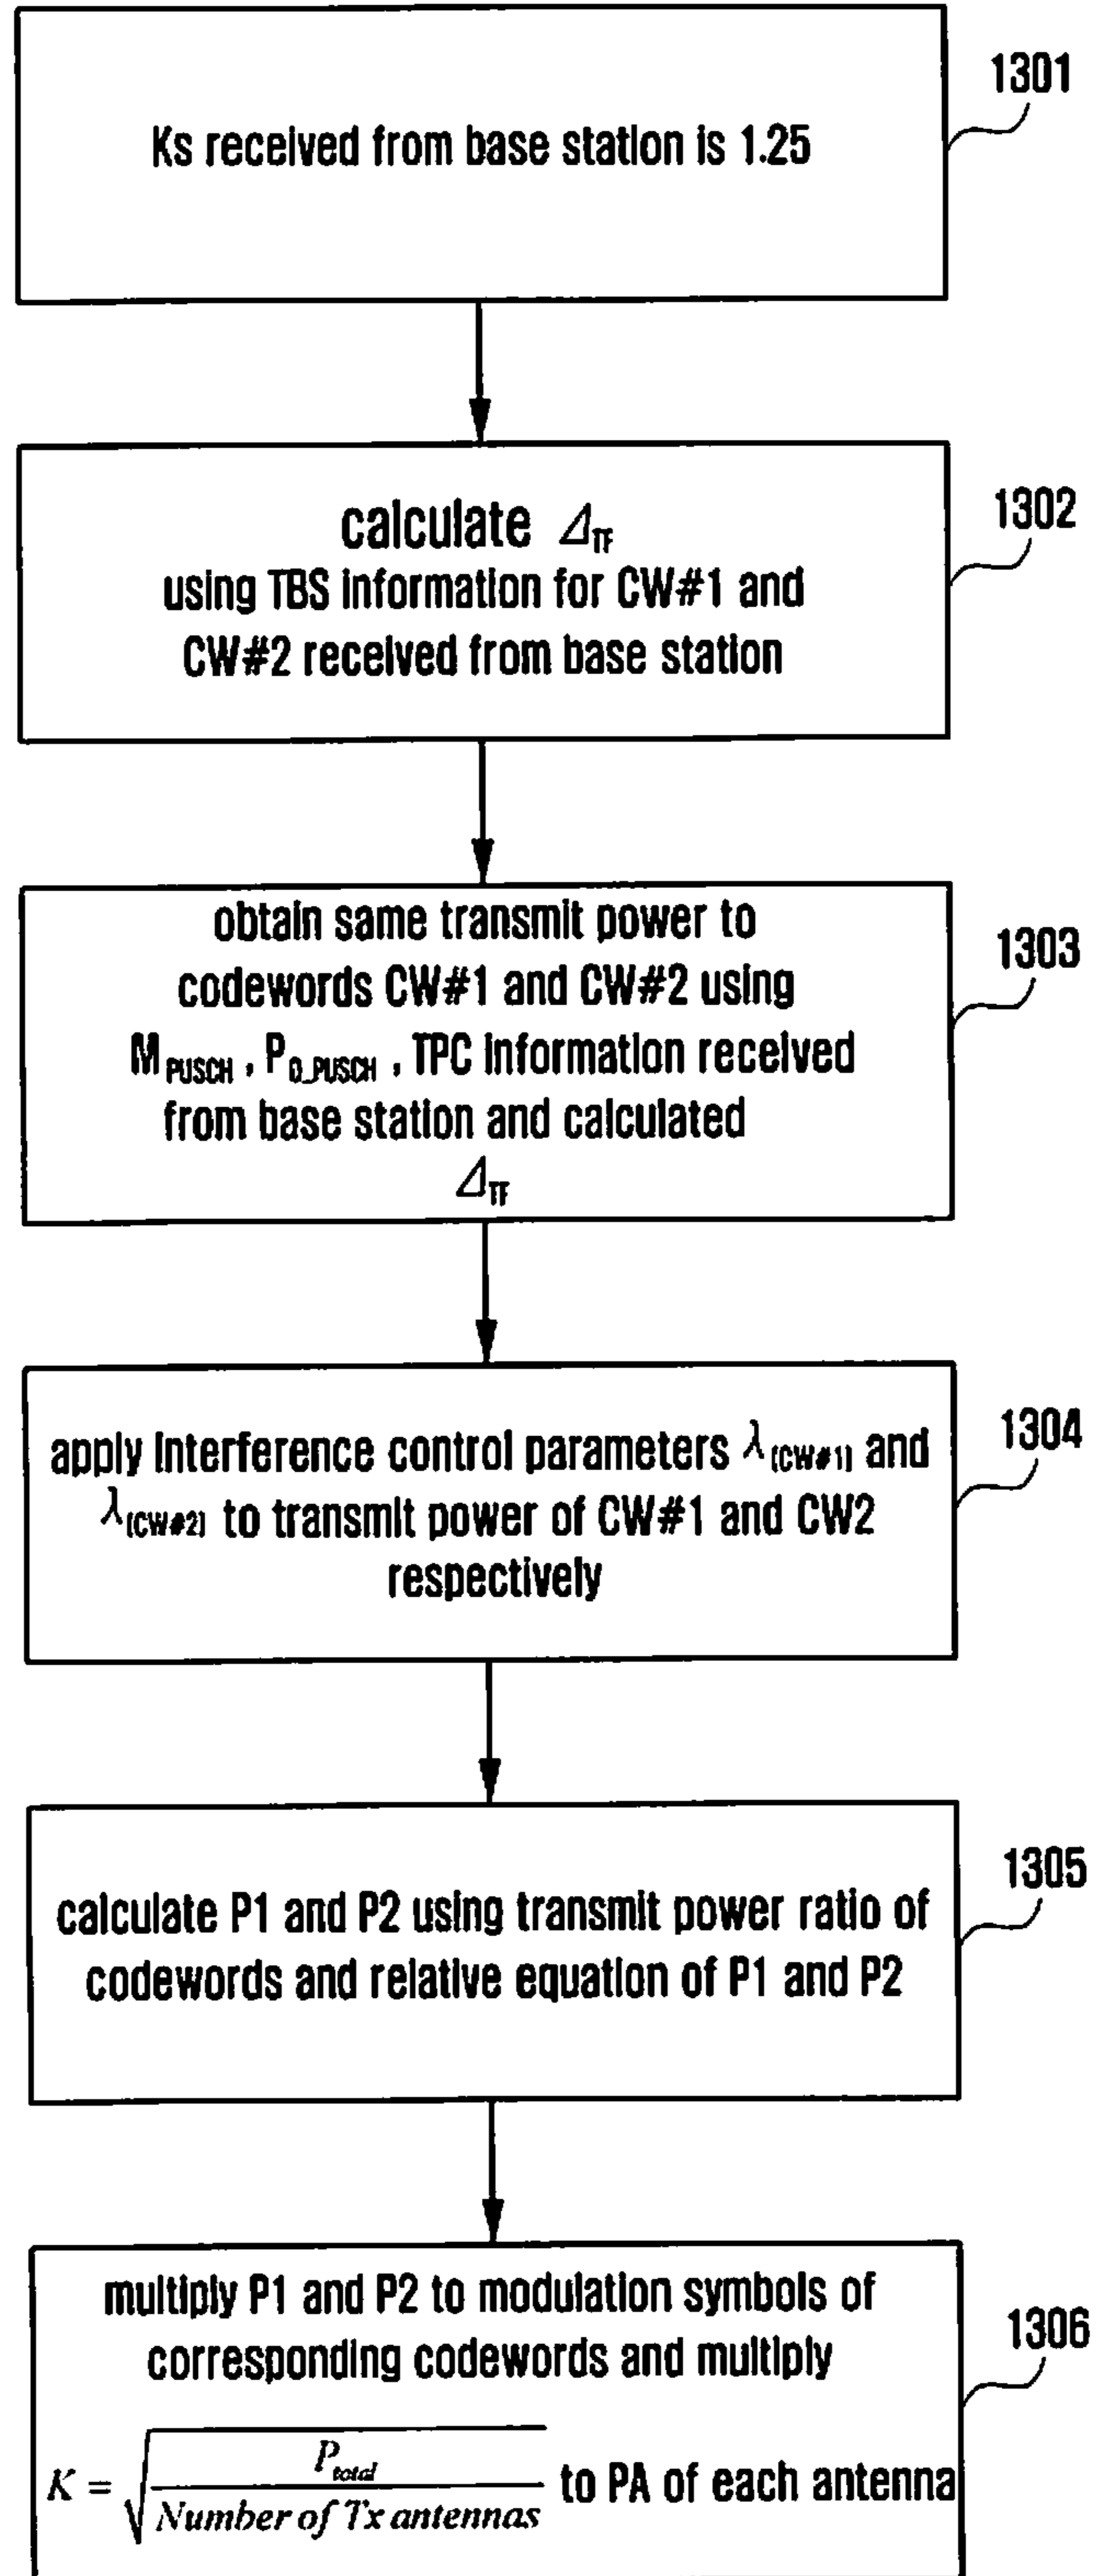 Ks received from base station is 1.25
1301
calculate Δ_TF
using TBS information for CW#1 and
CW#2 received from base station
1302
obtain same transmit power to
codewords CW#1 and CW#2 using
M_PUSCH , P_O_PUSCH , TPC information received
from base station and calculated
Δ_TF
1303
apply interference control parameters λ_(CW#1) and
λ_(CW#2) to transmit power of CW#1 and CW2
respectively
1304
calculate P1 and P2 using transmit power ratio of
codewords and relative equation of P1 and P2
1305
multiply P1 and P2 to modulation symbols of
corresponding codewords and multiply
K = √(P_total / Number of Tx antennas) to PA of each antenna
1306